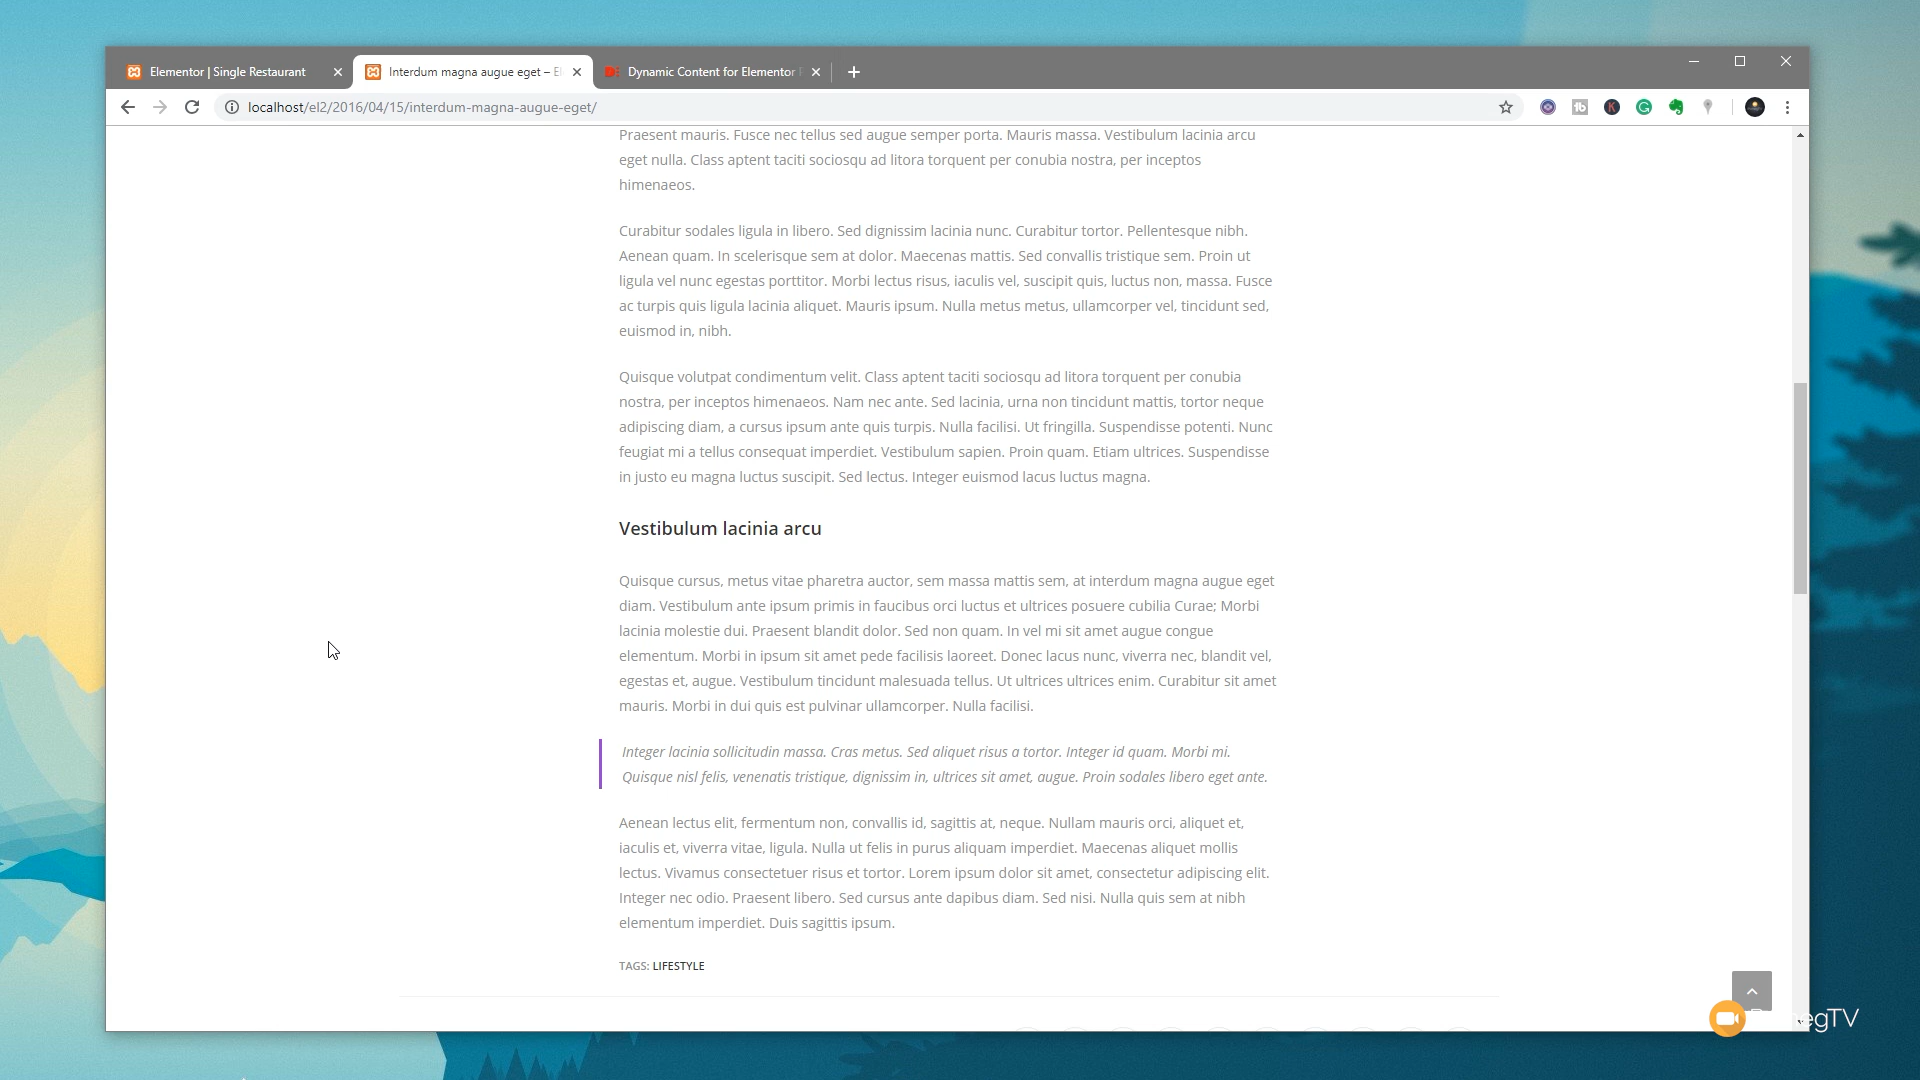 Elementor | Single Restaurant
Interdum magna augue eget – El
Dynamic Content for Elementor
localhost/el2/2016/04/15/interdum-magna-augue-eget/
Praesent mauris. Fusce nec tellus sed augue semper porta. Mauris massa. Vestibulum lacinia arcu
eget nulla. Class aptent taciti sociosqu ad litora torquent per conubia nostra, per inceptos
himenaeos.
Curabitur sodales ligula in libero. Sed dignissim lacinia nunc. Curabitur tortor. Pellentesque nibh.
Aenean quam. In scelerisque sem at dolor. Maecenas mattis. Sed convallis tristique sem. Proin ut
ligula vel nunc egestas porttitor. Morbi lectus risus, iaculis vel, suscipit quis, luctus non, massa. Fusce
ac turpis quis ligula lacinia aliquet. Mauris ipsum. Nulla metus metus, ullamcorper vel, tincidunt sed,
euismod in, nibh.
Quisque volutpat condimentum velit. Class aptent taciti sociosqu ad litora torquent per conubia
nostra, per inceptos himenaeos. Nam nec ante. Sed lacinia, urna non tincidunt mattis, tortor neque
adipiscing diam, a cursus ipsum ante quis turpis. Nulla facilisi. Ut fringilla. Suspendisse potenti. Nunc
feugiat mi a tellus consequat imperdiet. Vestibulum sapien. Proin quam. Etiam ultrices. Suspendisse
in justo eu magna luctus suscipit. Sed lectus. Integer euismod lacus luctus magna.
Vestibulum lacinia arcu
Quisque cursus, metus vitae pharetra auctor, sem massa mattis sem, at interdum magna augue eget
diam. Vestibulum ante ipsum primis in faucibus orci luctus et ultrices posuere cubilia Curae; Morbi
lacinia molestie dui. Praesent blandit dolor. Sed non quam. In vel mi sit amet augue congue
elementum. Morbi in ipsum sit amet pede facilisis laoreet. Donec lacus nunc, viverra nec, blandit vel,
egestas et, augue. Vestibulum tincidunt malesuada tellus. Ut ultrices ultrices enim. Curabitur sit amet
mauris. Morbi in dui quis est pulvinar ullamcorper. Nulla facilisi.
Integer lacinia sollicitudin massa. Cras metus. Sed aliquet risus a tortor. Integer id quam. Morbi mi.
Quisque nisl felis, venenatis tristique, dignissim in, ultrices sit amet, augue. Proin sodales libero eget ante.
Aenean lectus elit, fermentum non, convallis id, sagittis at, neque. Nullam mauris orci, aliquet et,
iaculis et, viverra vitae, ligula. Nulla ut felis in purus aliquam imperdiet. Maecenas aliquet mollis
lectus. Vivamus consectetuer risus et tortor. Lorem ipsum dolor sit amet, consectetur adipiscing elit.
Integer nec odio. Praesent libero. Sed cursus ante dapibus diam. Sed nisi. Nulla quis sem at nibh
elementum imperdiet. Duis sagittis ipsum.
TAGS: LIFESTYLE